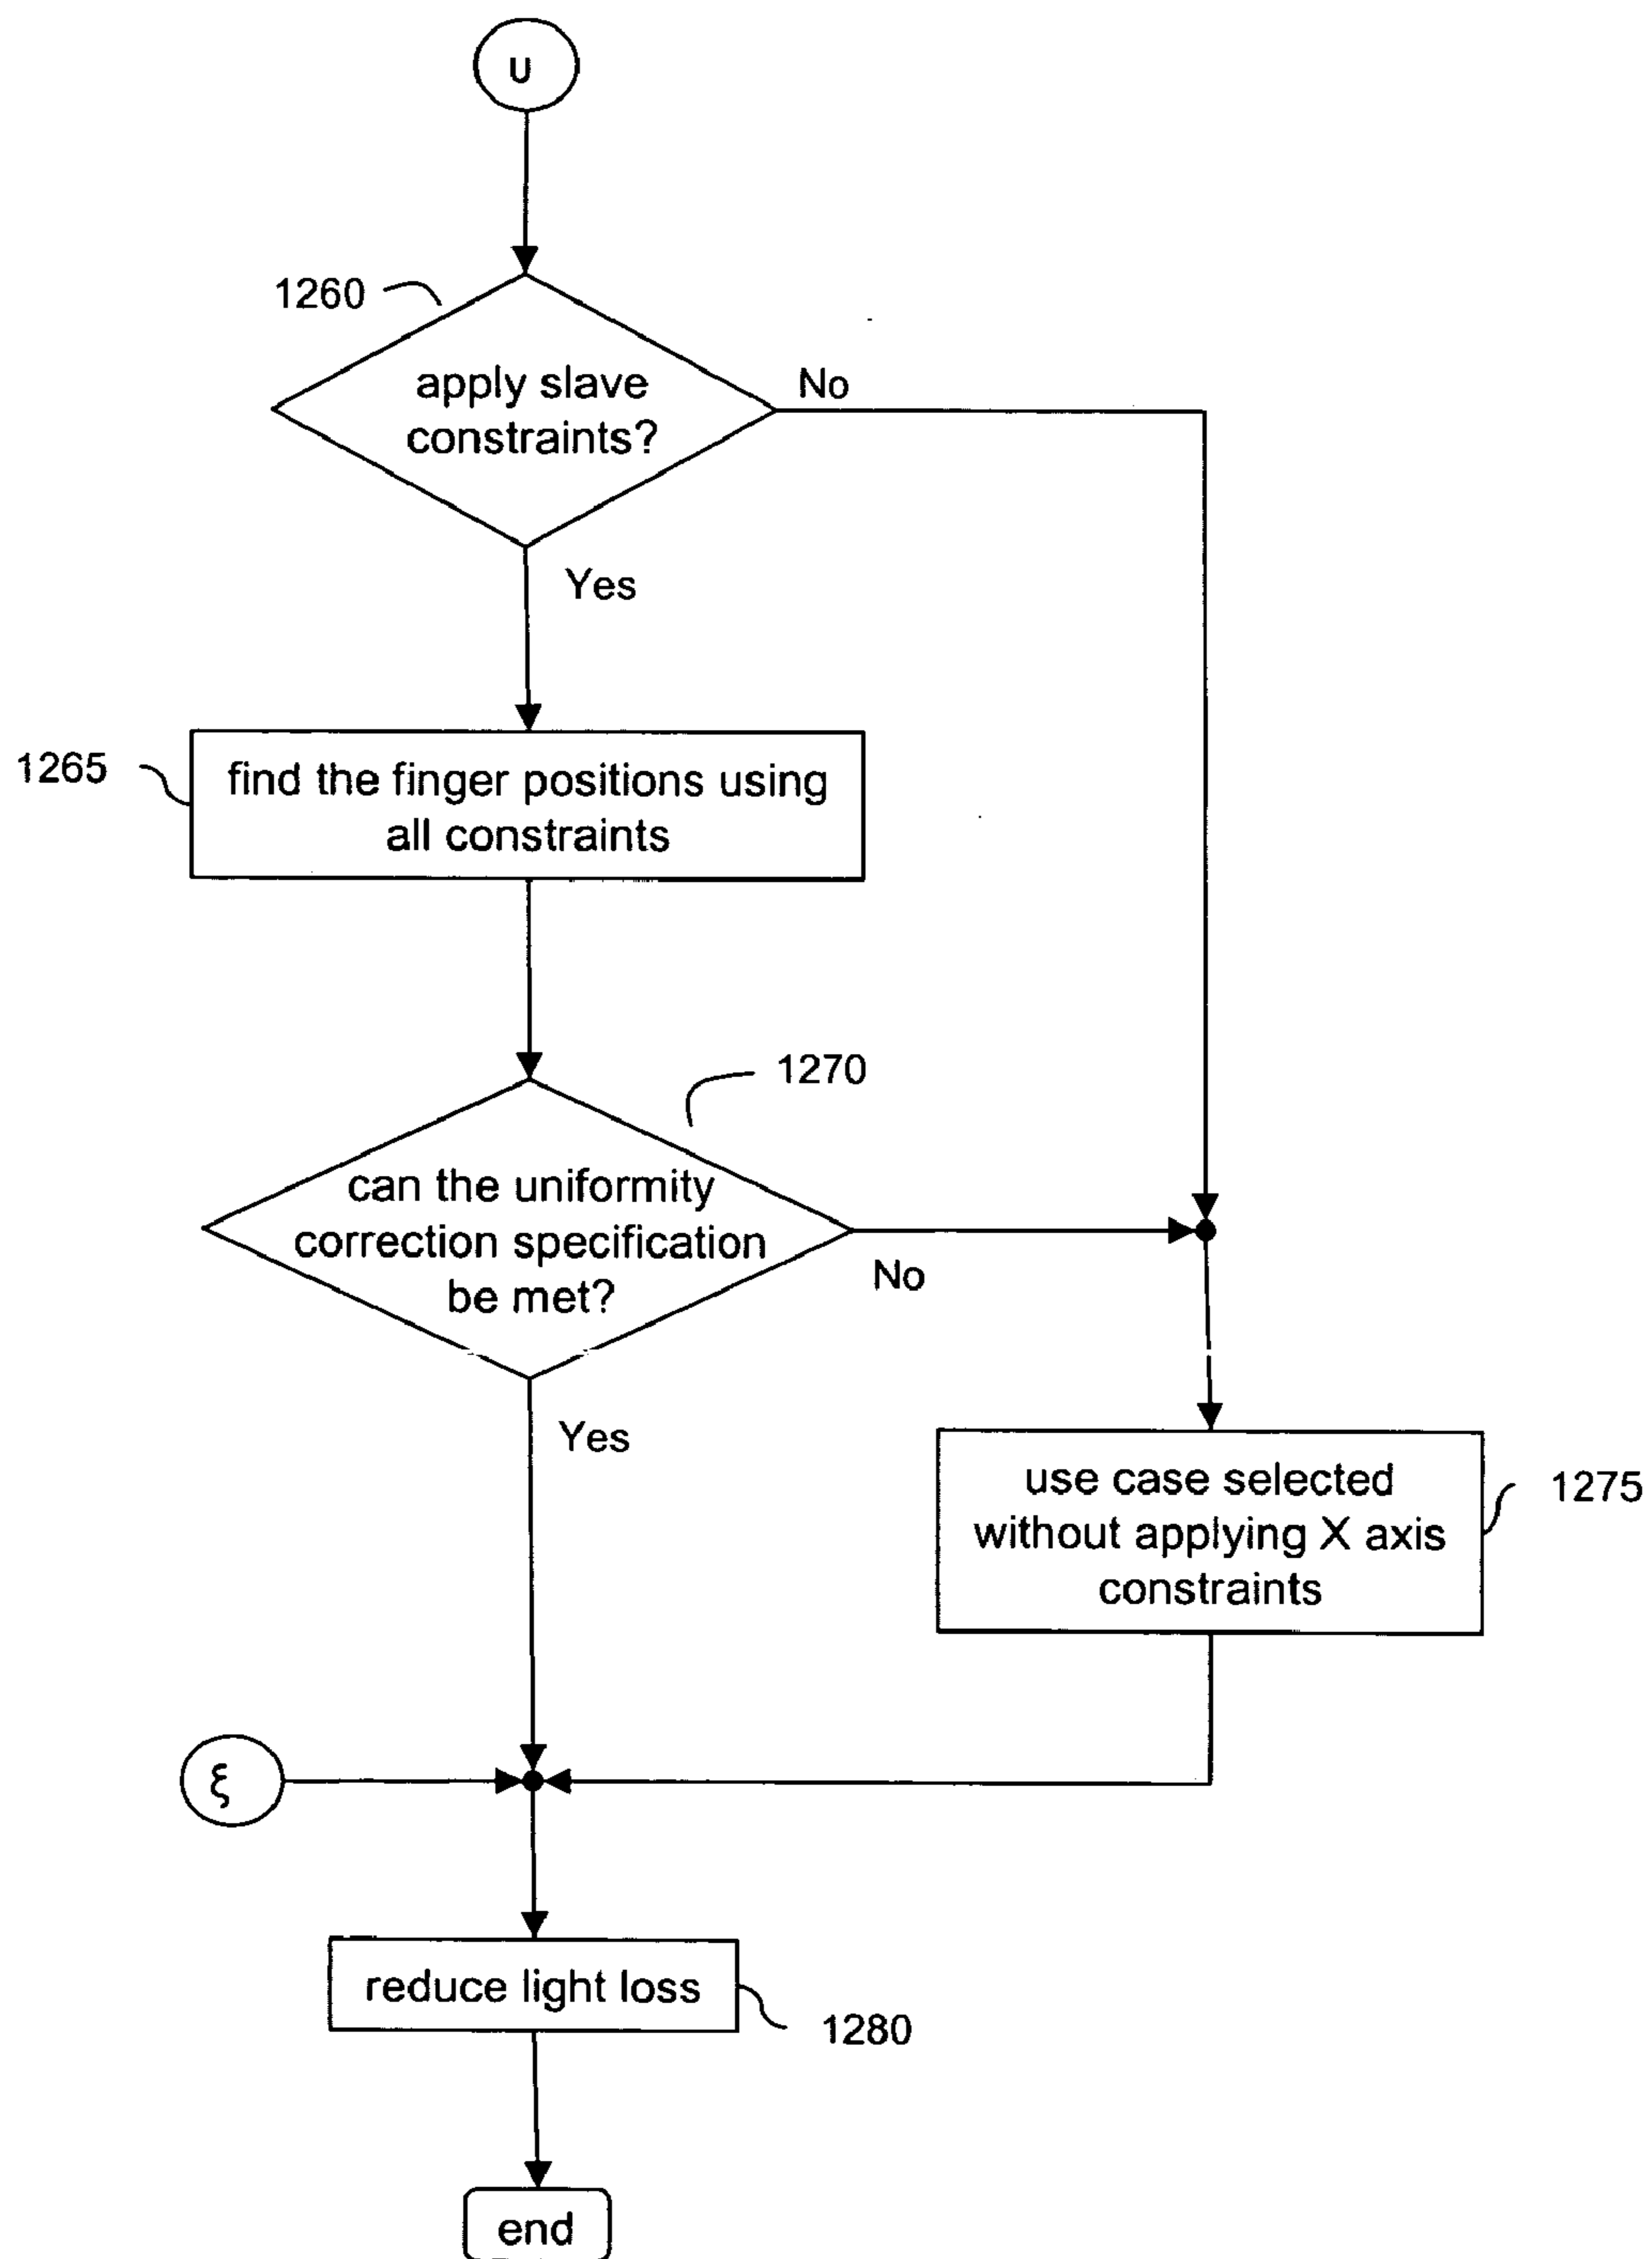 υ
1260
apply slave
constraints?
No
Yes
1265
find the finger positions using
all constraints
1270
can the uniformity
correction specification
be met?
No
Yes
use case selected
without applying X axis
constraints
1275
ξ
reduce light loss
1280
end